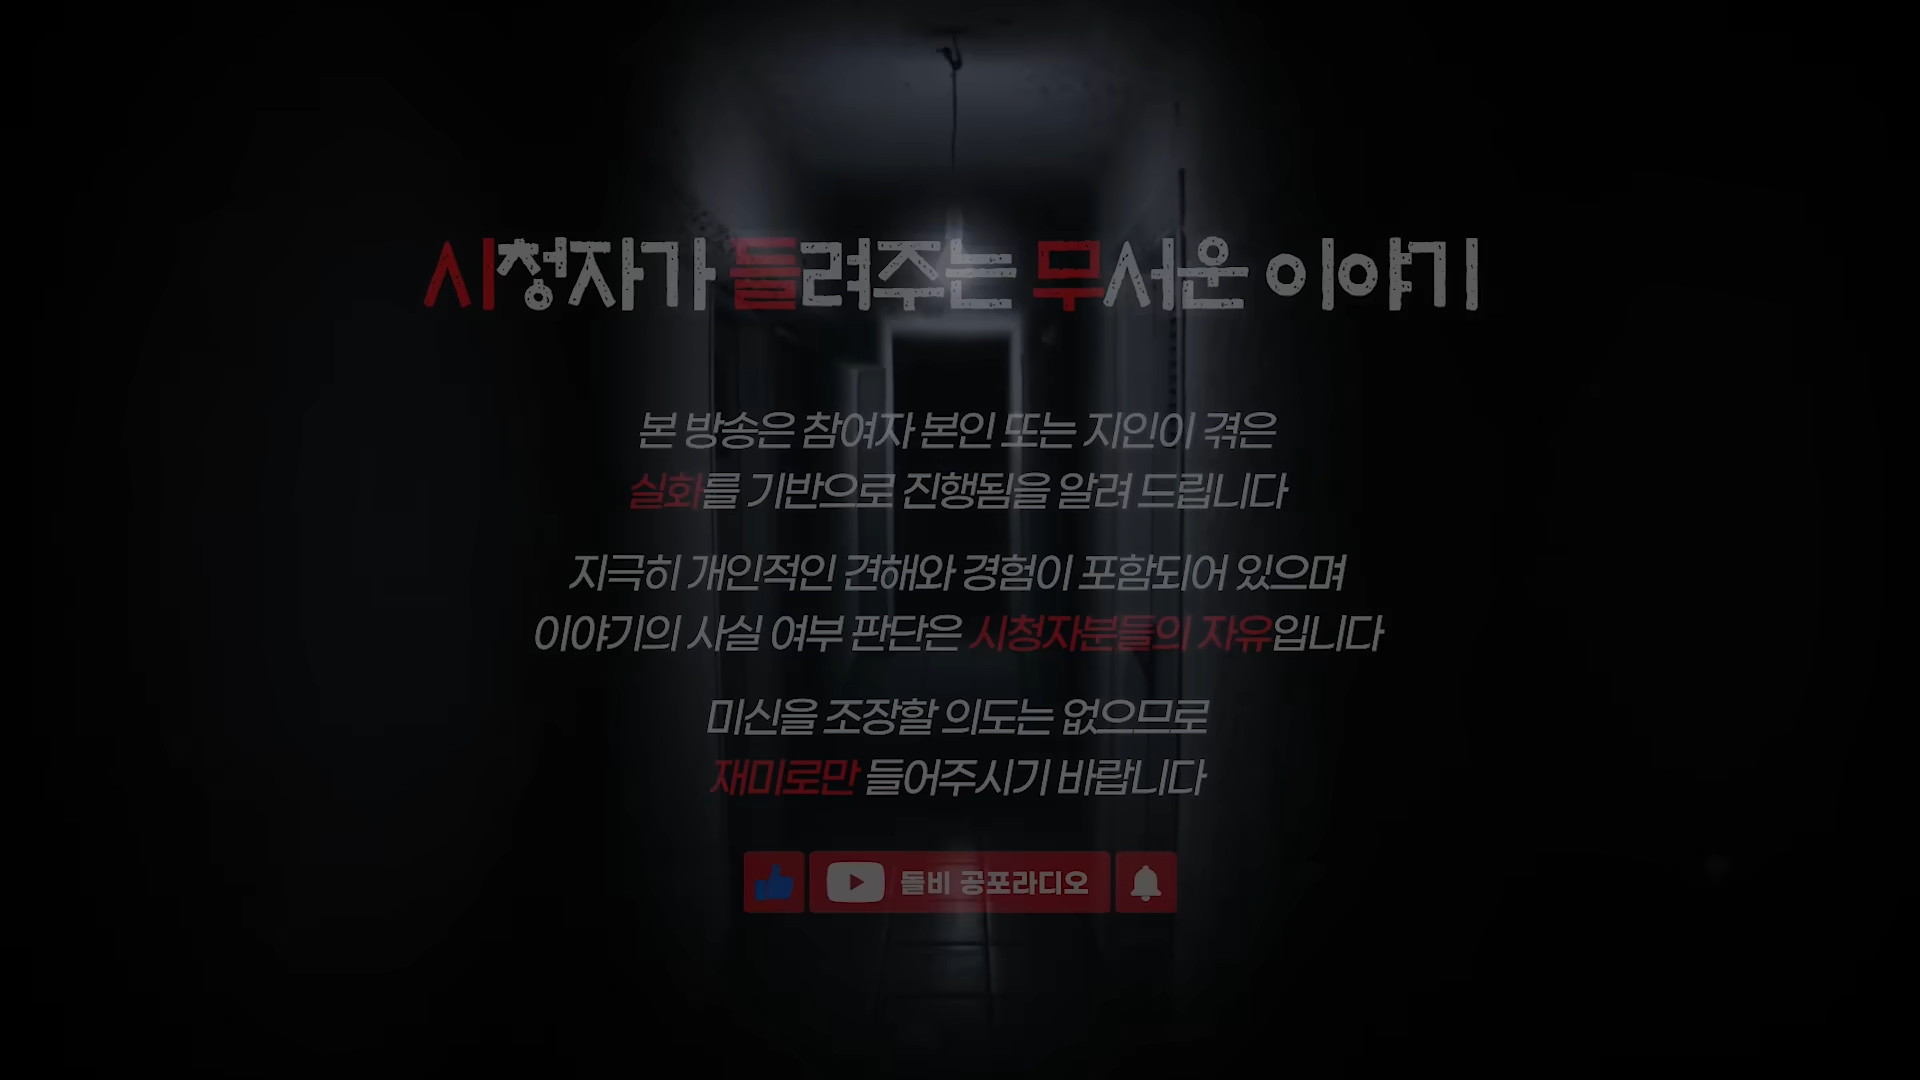 시청자가 들려주는 무서운 이야기
본 방송은 참여자 본인 또는 지인이 겪은
실화를 기반으로 진행됨을 알려 드립니다
지극히 개인적인 견해와 경험이 포함되어 있으며
이야기의 사실 여부 판단은 시청자분들의 자유입니다
미신을 조장할 의도는 없으므로
재미로만 들어주시기 바랍니다
돌비 공포라디오